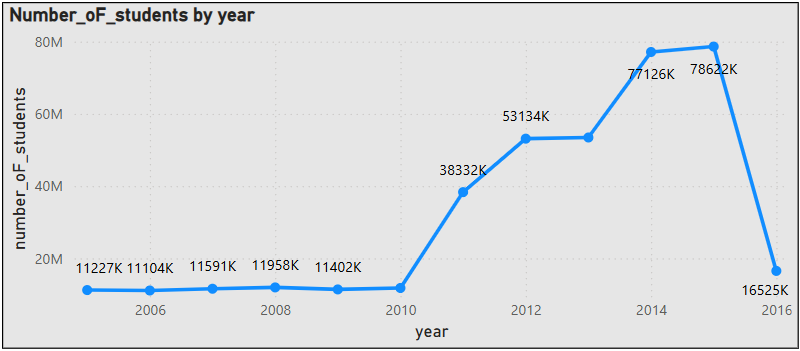 Number_oF_students by year
80M
60M
40M
20M
number_oF_students
11227K
11104K
11591K
11958K
11402K
38332K
53134K
77126K
78622K
16525K
2006
2008
2010
2012
2014
2016
year